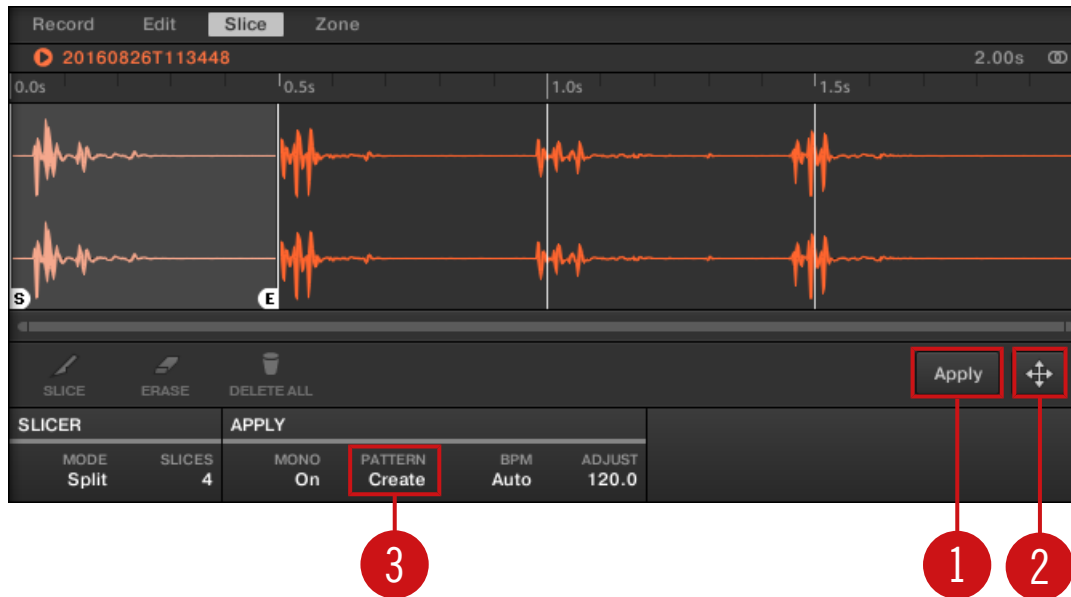 Record Edit Slice Zone
20160826T113448 2.00s
0.0s 0.5s 1.0s 1.5s
S E
SLICE ERASE DELETE ALL Apply
SLICER APPLY
MODE SLICES MONO PATTERN BPM ADJUST
Split 4 On Create Auto 120.0
3 1 2